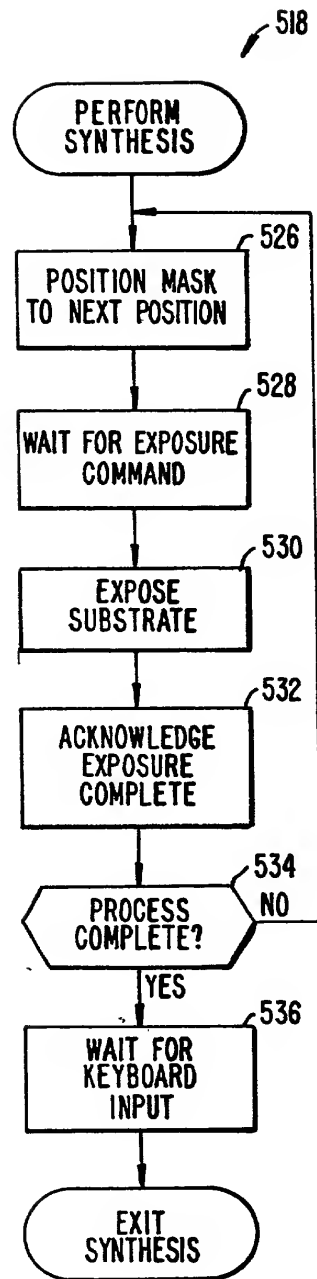 518
PERFORM
SYNTHESIS
526
POSITION MASK
TO NEXT POSITION
528
WAIT FOR EXPOSURE
COMMAND
530
EXPOSE
SUBSTRATE
532
ACKNOWLEDGE
EXPOSURE
COMPLETE
534
PROCESS
COMPLETE?
NO
YES
536
WAIT FOR
KEYBOARD
INPUT
EXIT
SYNTHESIS